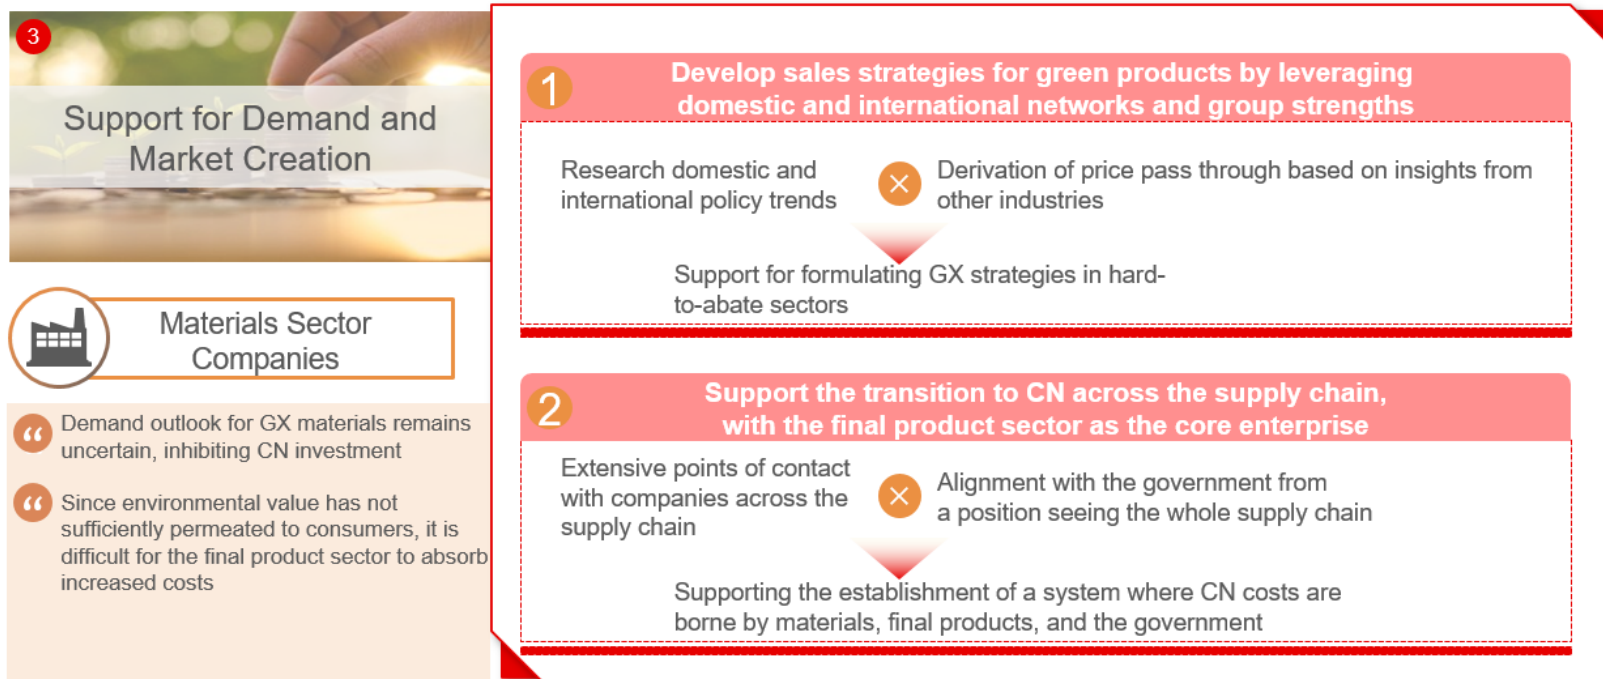 3
Support for Demand and
Market Creation
Materials Sector
Companies
Demand outlook for GX materials remains
uncertain, inhibiting CN investment
Since environmental value has not
sufficiently permeated to consumers, it is
difficult for the final product sector to absorb
increased costs
1
Develop sales strategies for green products by leveraging
domestic and international networks and group strengths
Research domestic and
international policy trends
Derivation of price pass through based on insights from
other industries
Support for formulating GX strategies in hard-
to-abate sectors
2
Support the transition to CN across the supply chain,
with the final product sector as the core enterprise
Extensive points of contact
with companies across the
supply chain
Alignment with the government from
a position seeing the whole supply chain
Supporting the establishment of a system where CN costs are
borne by materials, final products, and the government